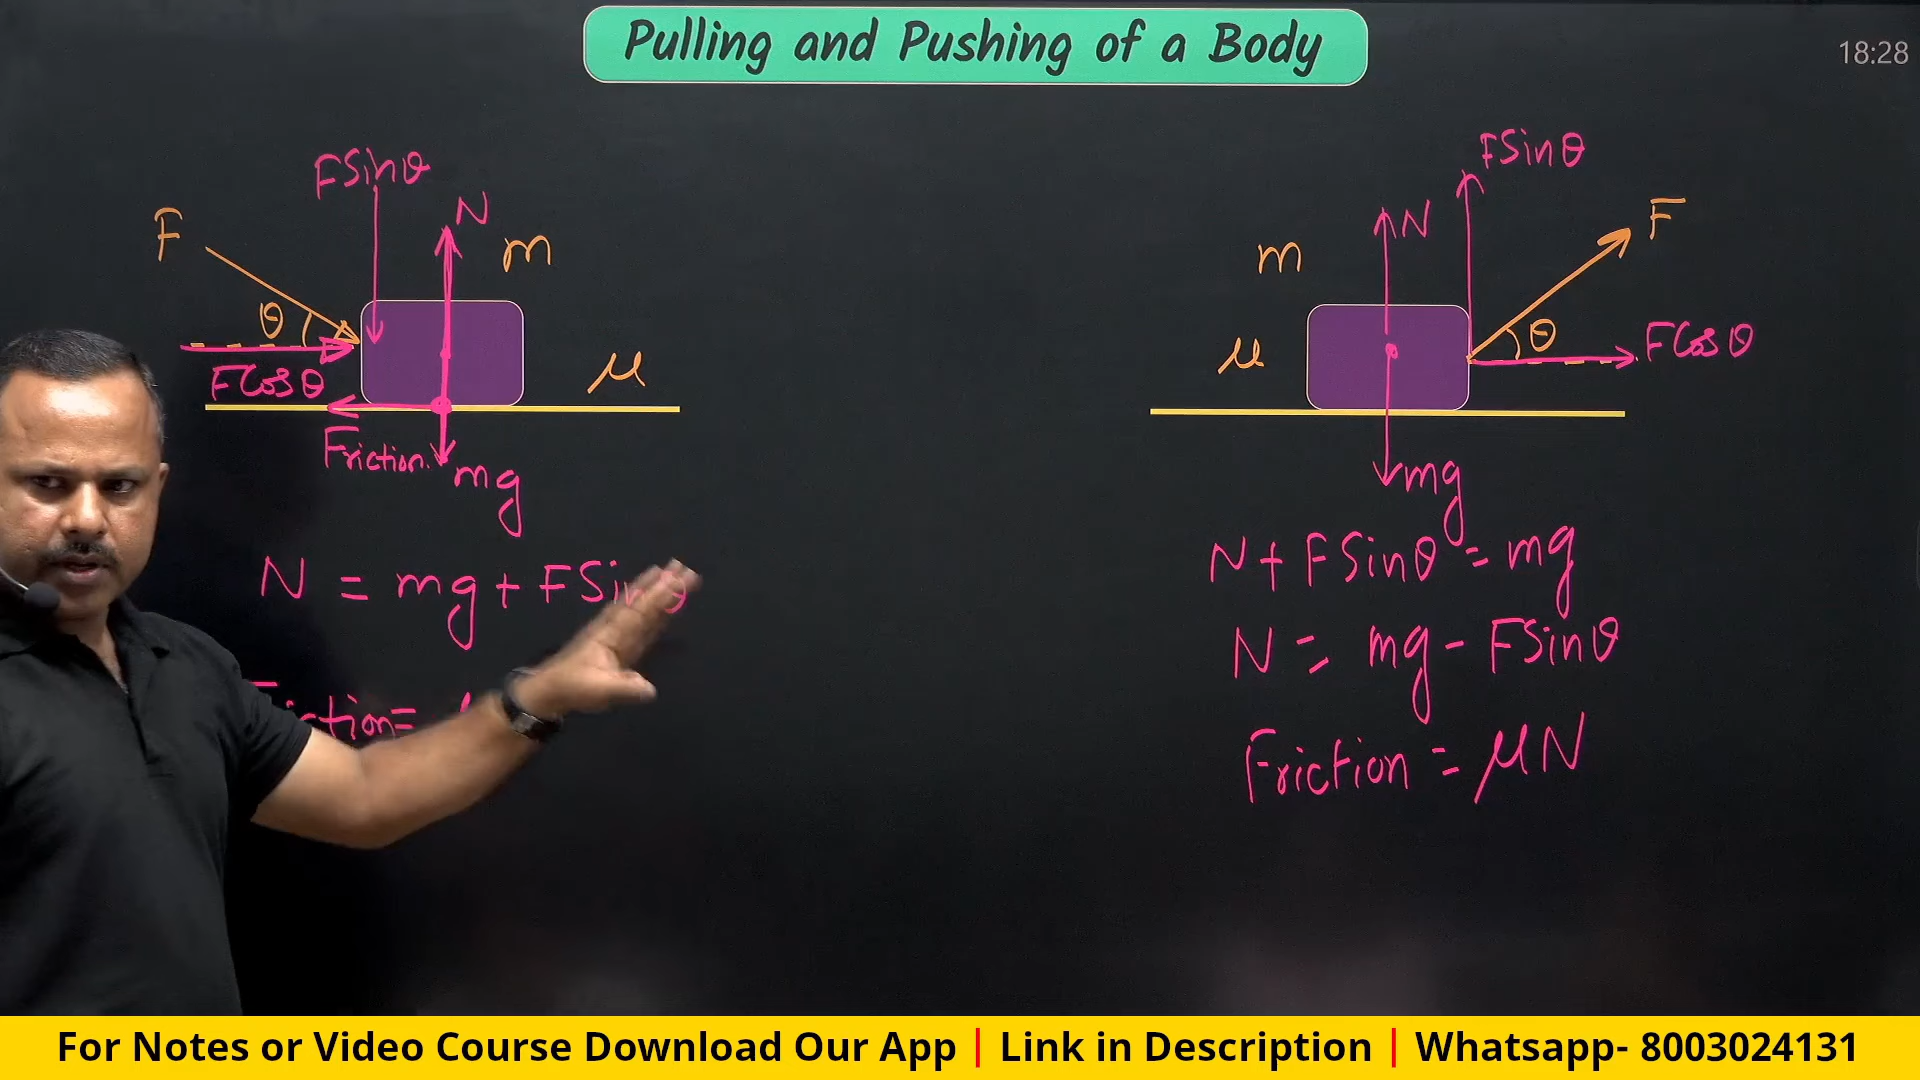 Pulling and Pushing of a Body
18:28
FSinθ
N
F
m
θ
FCosθ
μ
Friction
mg
N = mg + FSinθ
FSinθ
N
F
m
θ
μ
FCosθ
mg
N + FSinθ = mg
N = mg - FSinθ
Friction = μN
For Notes or Video Course Download Our App | Link in Description | Whatsapp- 8003024131